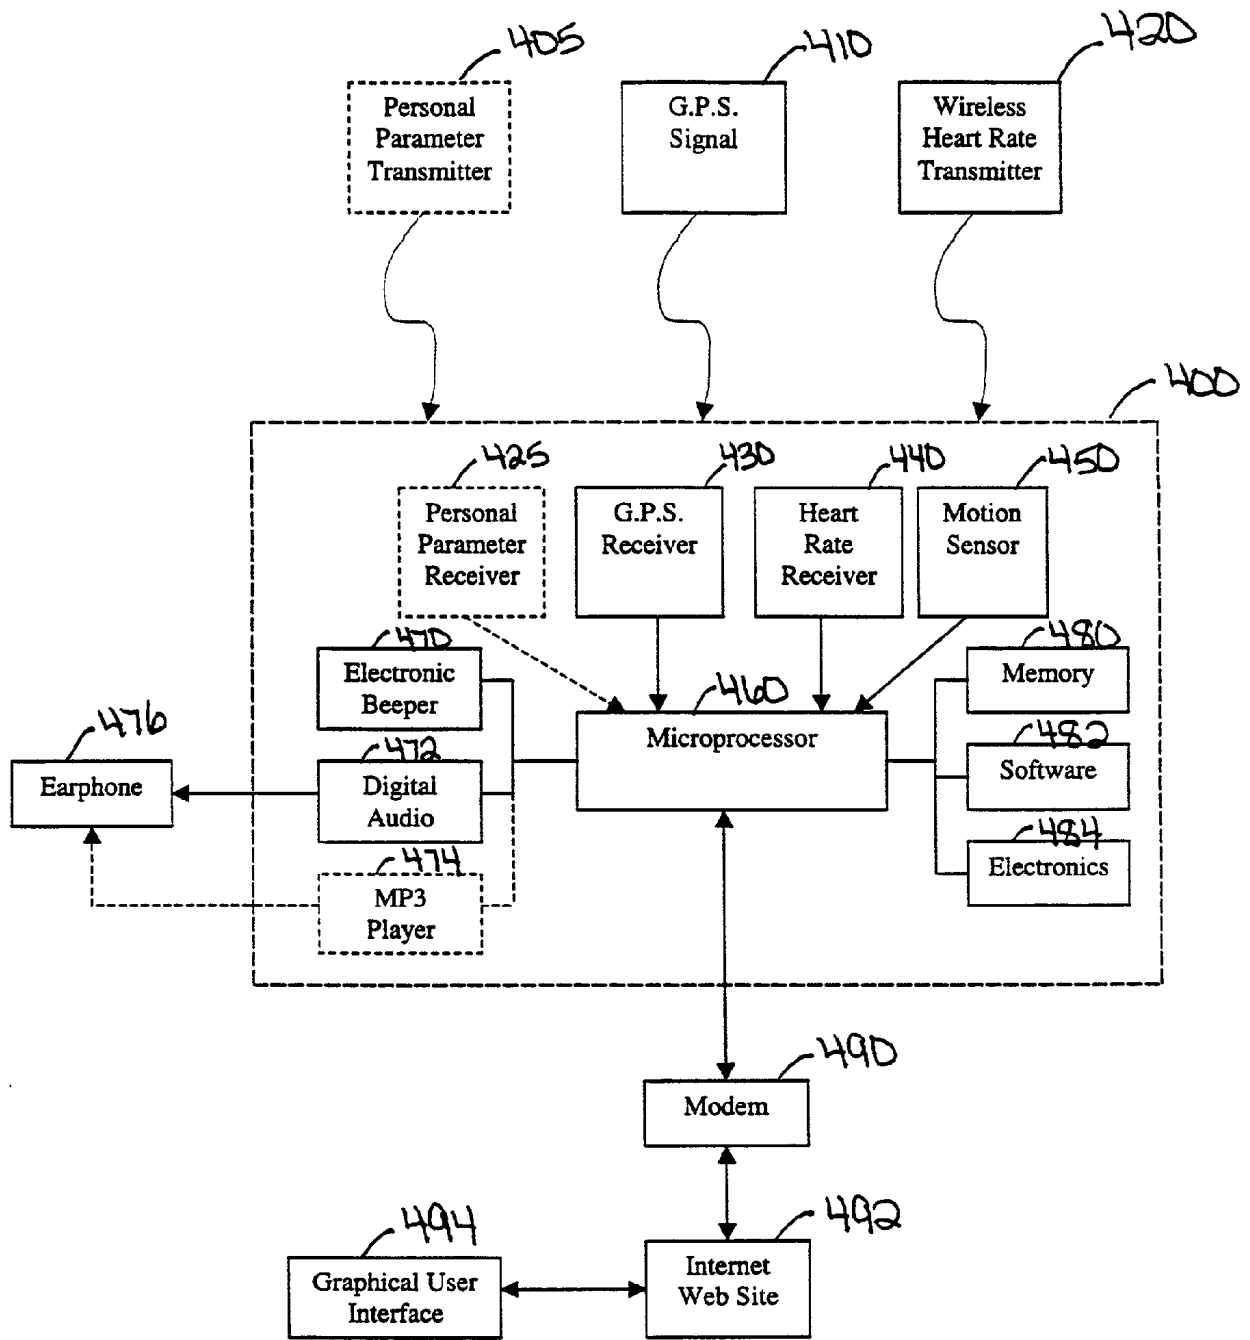 405
410
420
Personal
Parameter
Transmitter
G.P.S.
Signal
Wireless
Heart Rate
Transmitter
400
425
430
440
450
Personal
Parameter
Receiver
G.P.S.
Receiver
Heart
Rate
Receiver
Motion
Sensor
470
Electronic
Beeper
460
Microprocessor
480
Memory
476
Earphone
472
Digital
Audio
482
Software
474
MP3
Player
484
Electronics
490
Modem
494
Graphical User
Interface
492
Internet
Web Site